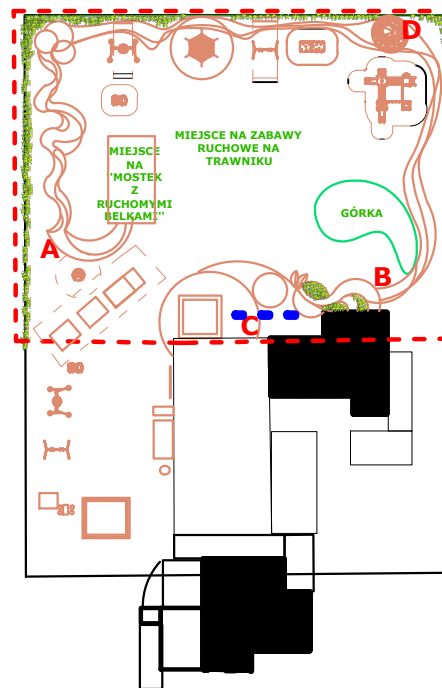 D
MIEJSCE NA ZABAWY
RUCHOWE NA
TRAWNIKU
MIEJSCE
NA
"MOSTEK
Z
RUCHOMYMI
BELKAMI"
GÓRKA
A
B
C